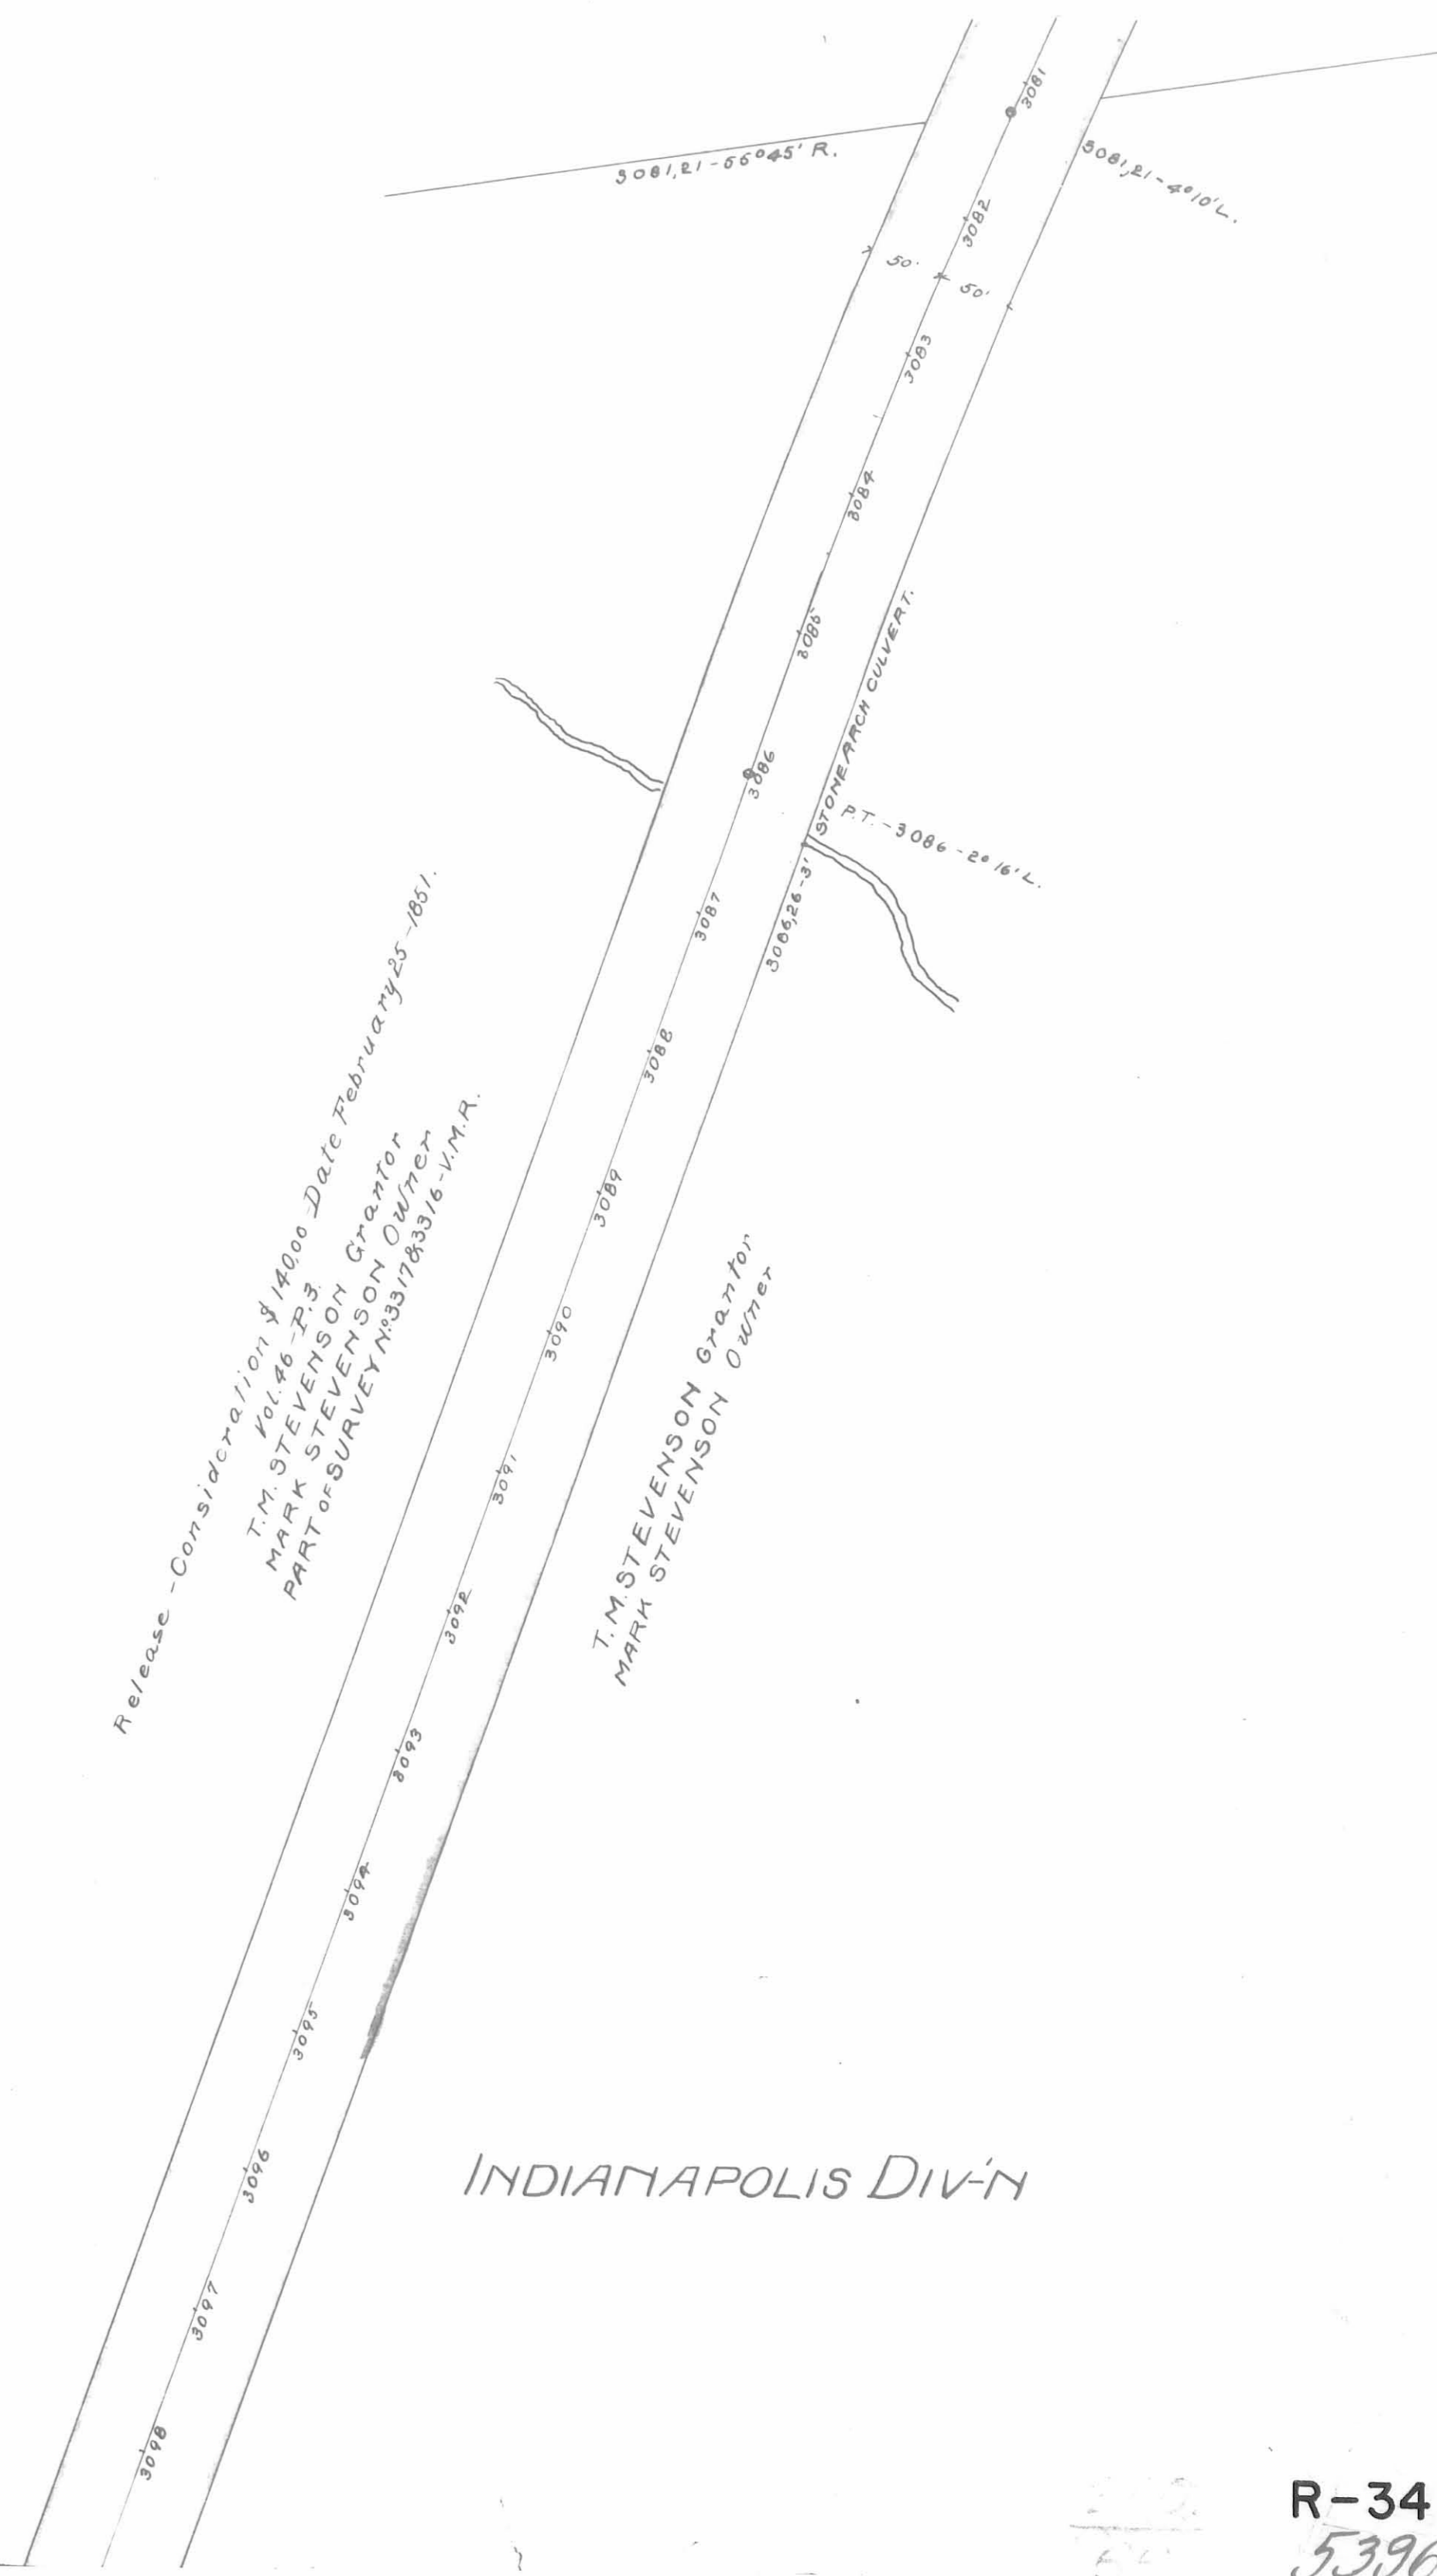 3081
3081,21-56°45' R.
3081,21-4°10'L.
3082
50'
50'
3083
3084
3085
STONE ARCH CULVERT.
3086
P.T.-3086-2°16'L.
3086,26-3'
3087
3088
3089
3090
3091
3092
3093
3094
3095
3096
3097
3098
Release-Consideration $140,00-Date February 25-1851.
Vol.46-P.3.
T.M. STEVENSON Grantor
MARK STEVENSON Owner
PART OF SURVEY No.3317&3316-V.M.R.
T.M. STEVENSON Grantor
MARK STEVENSON Owner
INDIANAPOLIS DIV-'N
R-34
5396